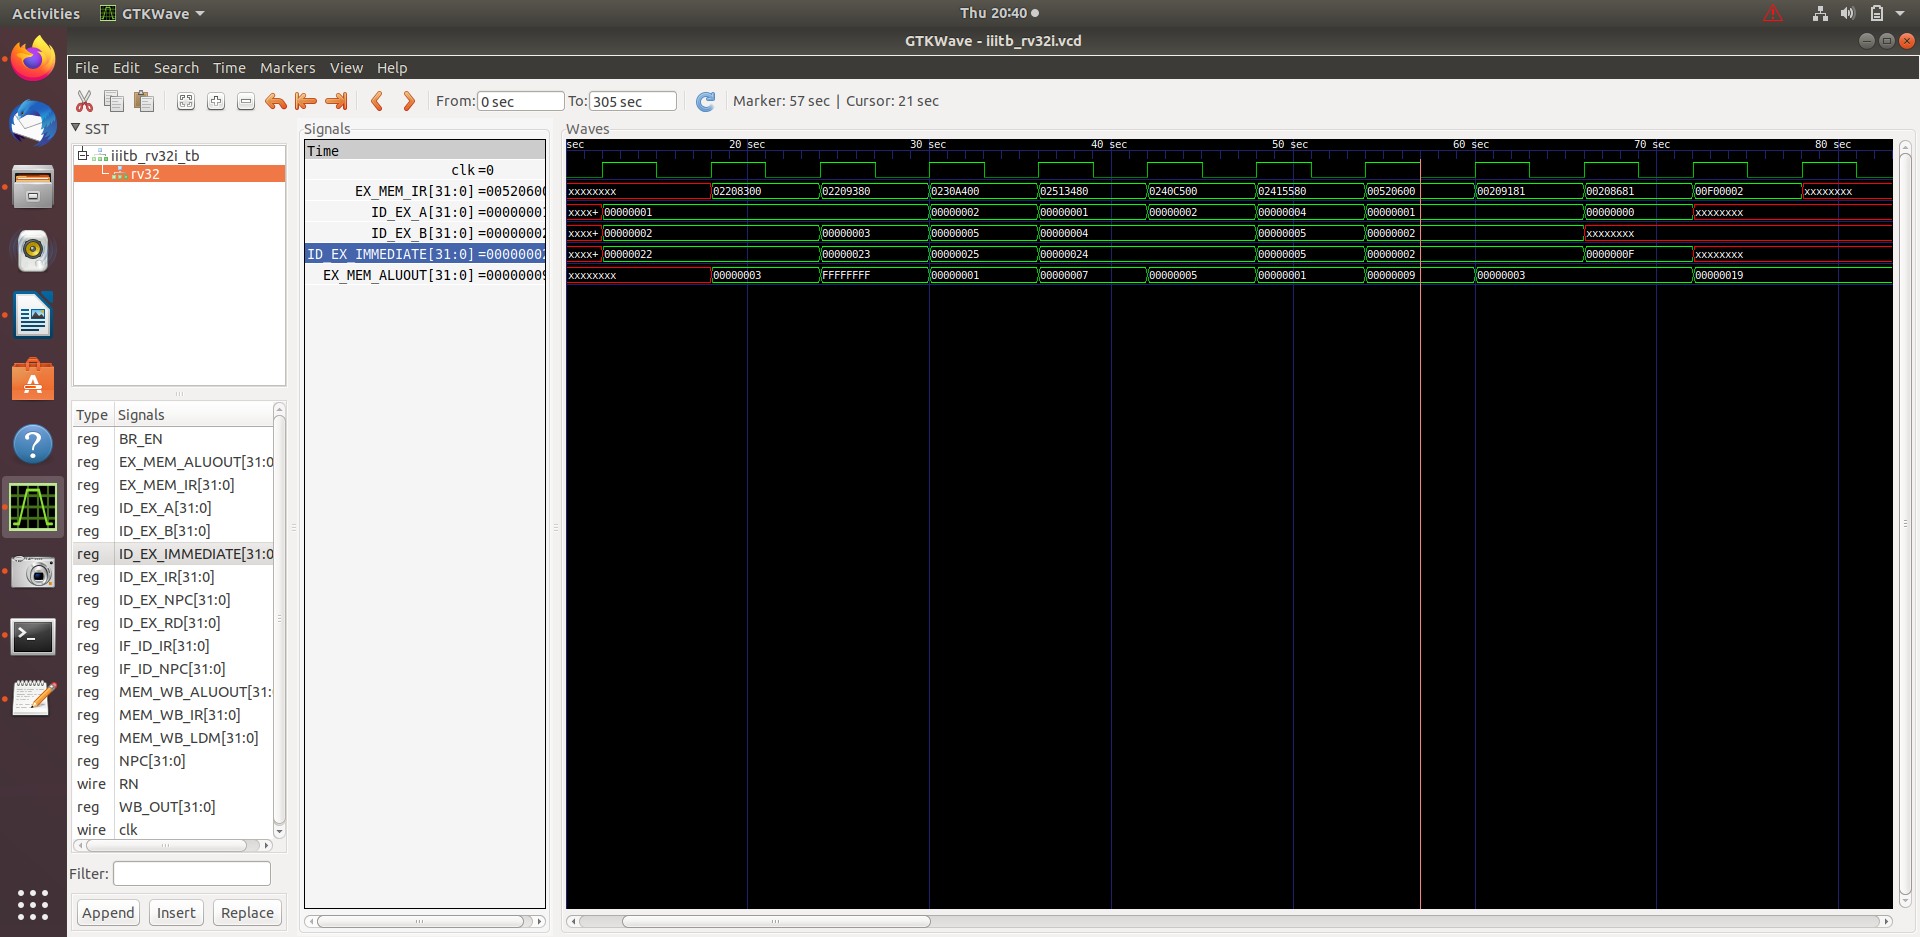 Activities GTKWave Thu 20:40
GTKWave - iiitb_rv32i.vcd
File Edit Search Time Markers View Help
From: 0 sec To: 305 sec Marker: 57 sec | Cursor: 21 sec
SST
iiitb_rv32i_tb
rv32
Type Signals
reg BR_EN
reg EX_MEM_ALUOUT[31:0
reg EX_MEM_IR[31:0]
reg ID_EX_A[31:0]
reg ID_EX_B[31:0]
reg ID_EX_IMMEDIATE[31:0
reg ID_EX_IR[31:0]
reg ID_EX_NPC[31:0]
reg ID_EX_RD[31:0]
reg IF_ID_IR[31:0]
reg IF_ID_NPC[31:0]
reg MEM_WB_ALUOUT[31:
reg MEM_WB_IR[31:0]
reg MEM_WB_LDM[31:0]
reg NPC[31:0]
wire RN
reg WB_OUT[31:0]
wire clk
Filter:
Append Insert Replace
Signals
Time
clk =0
EX_MEM_IR[31:0] =00520600
ID_EX_A[31:0] =00000001
ID_EX_B[31:0] =00000002
ID_EX_IMMEDIATE[31:0] =00000002
EX_MEM_ALUOUT[31:0] =00000009
Waves
sec 20 sec 30 sec 40 sec 50 sec 60 sec 70 sec 80 sec
xxxxxxxx 02208300 02209380 0230A400 02513480 0240C500 02415580 00520600 00209181 00208681 00F00002 xxxxxxxx
xxxx+ 00000001 00000002 00000001 00000002 00000004 00000001 00000000 xxxxxxxx
xxxx+ 00000002 00000003 00000005 00000004 00000005 00000002 xxxxxxxx
xxxx+ 00000022 00000023 00000025 00000024 00000005 00000002 0000000F xxxxxxxx
xxxxxxxx 00000003 FFFFFFFF 00000001 00000007 00000005 00000001 00000009 00000003 00000019